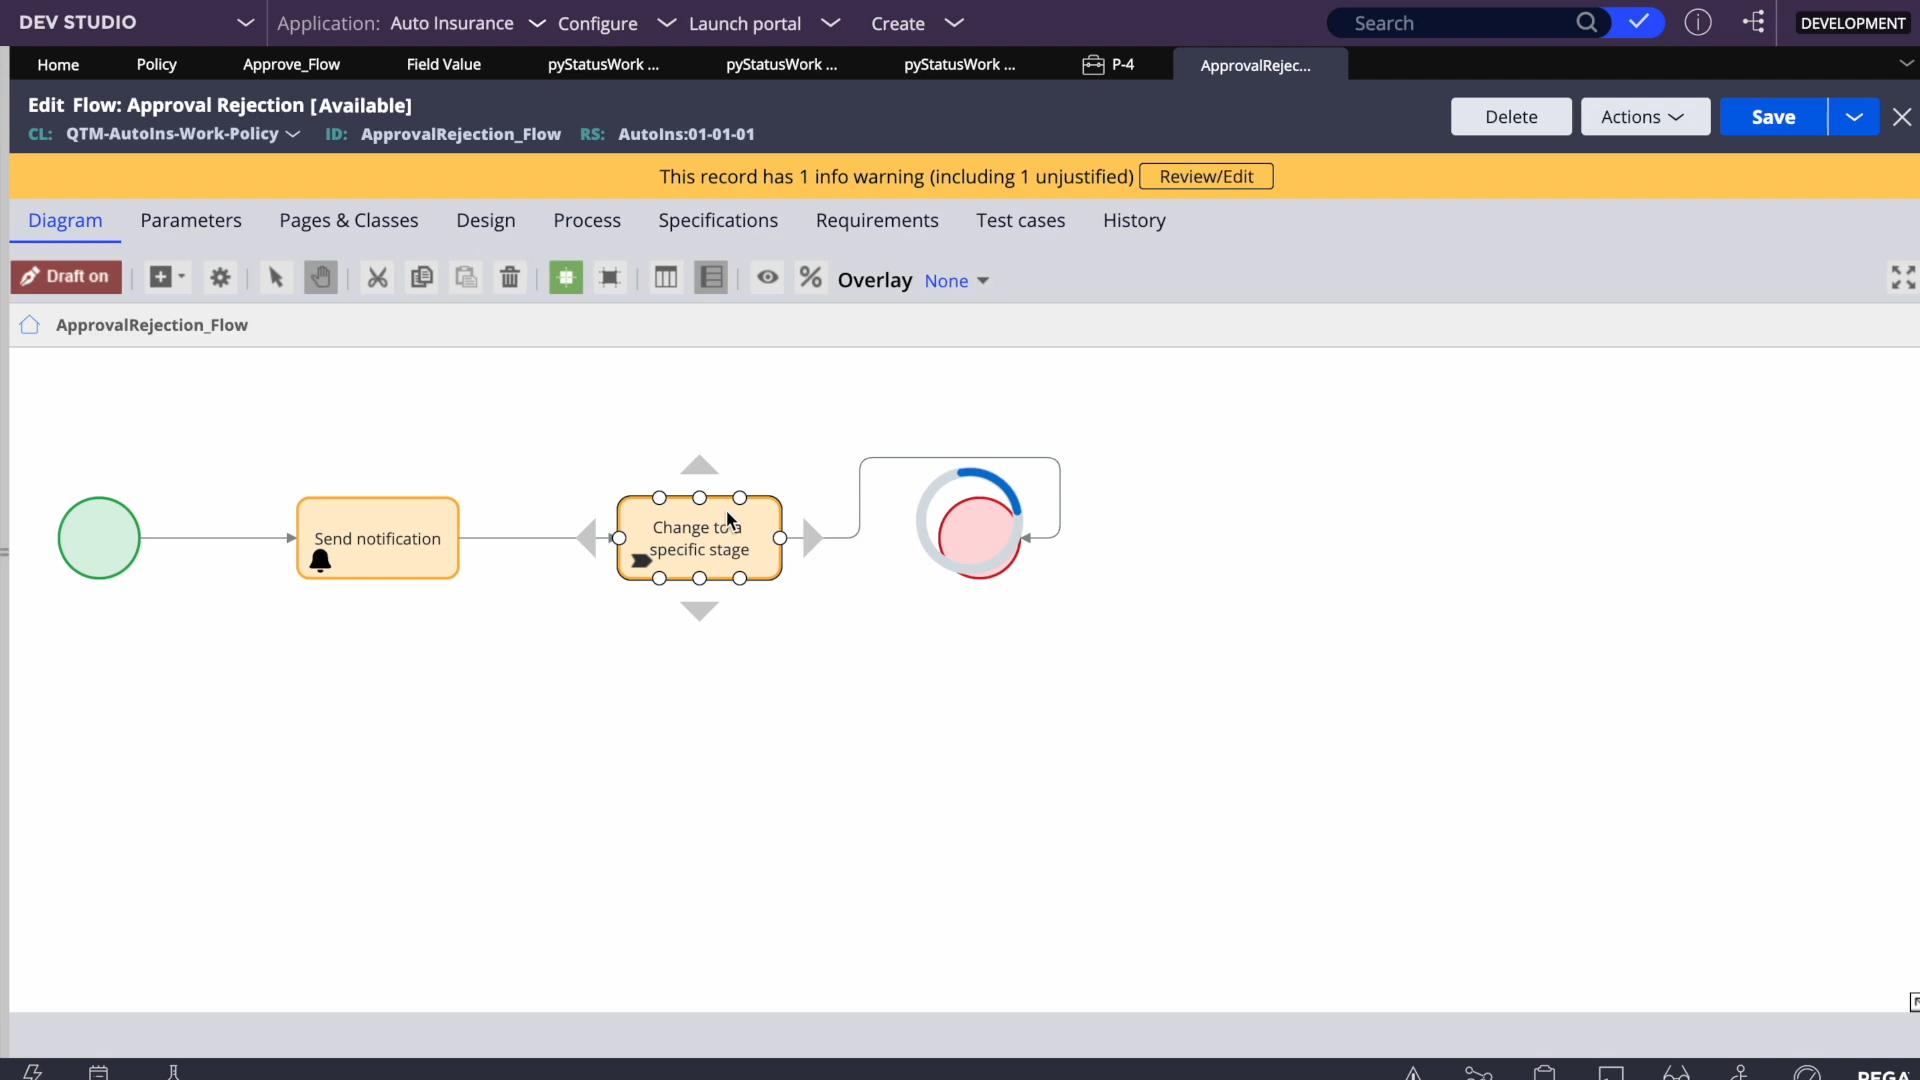 DEV STUDIO
Application: Auto Insurance Configure Launch portal Create
Search
DEVELOPMENT
Home Policy Approve_Flow Field Value pyStatusWork ... pyStatusWork ... pyStatusWork ... P-4 ApprovalRejec...
Edit Flow: Approval Rejection [Available]
CL: QTM-AutoIns-Work-Policy ID: ApprovalRejection_Flow RS: AutoIns:01-01-01
Delete Actions Save
This record has 1 info warning (including 1 unjustified) Review/Edit
Diagram Parameters Pages & Classes Design Process Specifications Requirements Test cases History
Draft on Overlay None
ApprovalRejection_Flow
Send notification
Change to a
specific stage
PEGA